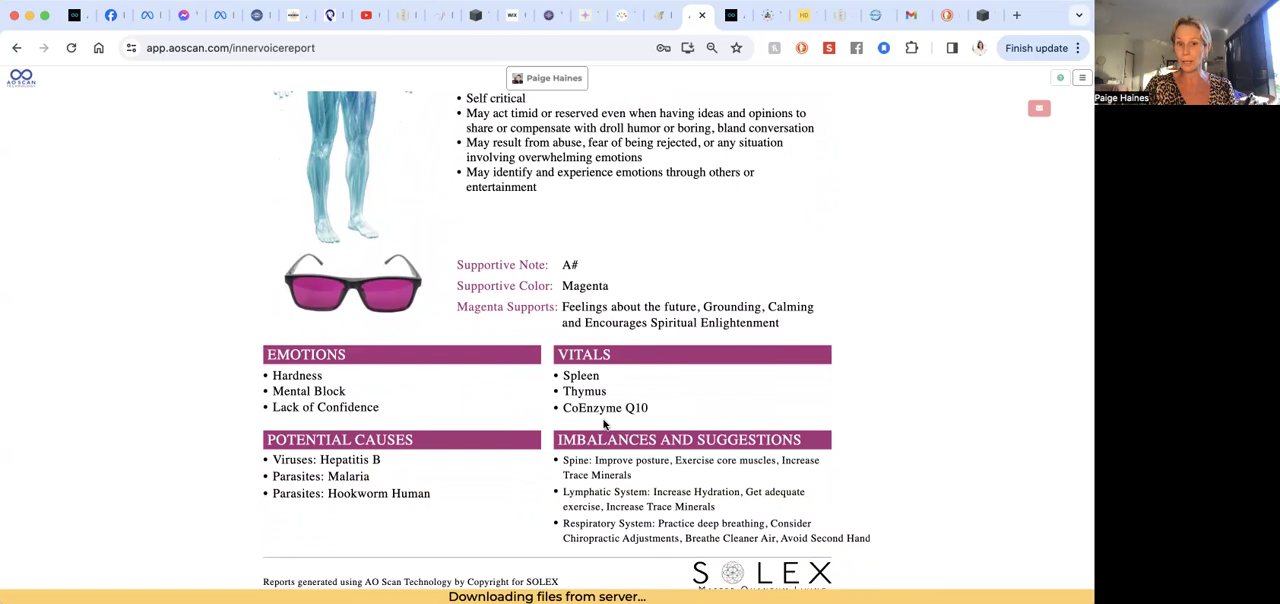 app.aoscan.com/innervoicereport
Finish update
Paige Haines
AO SCAN
TECHNOLOGY
Paige Haines
• Self critical
• May act timid or reserved even when having ideas and opinions to
share or compensate with droll humor or boring, bland conversation
• May result from abuse, fear of being rejected, or any situation
involving overwhelming emotions
• May identify and experience emotions through others or
entertainment
Supportive Note: A#
Supportive Color: Magenta
Magenta Supports: Feelings about the future, Grounding, Calming
and Encourages Spiritual Enlightenment
EMOTIONS
• Hardness
• Mental Block
• Lack of Confidence
VITALS
• Spleen
• Thymus
• CoEnzyme Q10
POTENTIAL CAUSES
• Viruses: Hepatitis B
• Parasites: Malaria
• Parasites: Hookworm Human
IMBALANCES AND SUGGESTIONS
• Spine: Improve posture, Exercise core muscles, Increase
Trace Minerals
• Lymphatic System: Increase Hydration, Get adequate
exercise, Increase Trace Minerals
• Respiratory System: Practice deep breathing, Consider
Chiropractic Adjustments, Breathe Cleaner Air, Avoid Second Hand
Reports generated using AO Scan Technology by Copyright for SOLEX
SOLEX
Downloading files from server...